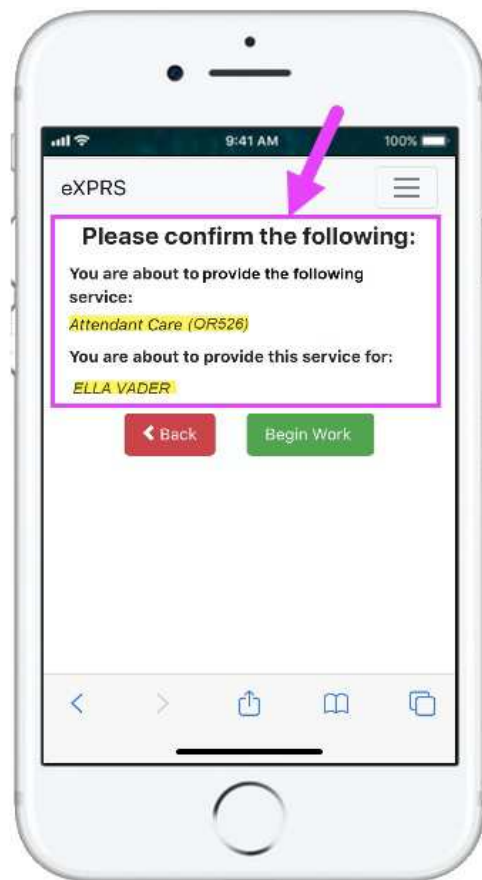 9:41 AM 100%
eXPRS
Please confirm the following:
You are about to provide the following
service:
Attendant Care (OR526)
You are about to provide this service for:
ELLA VADER
Back Begin Work